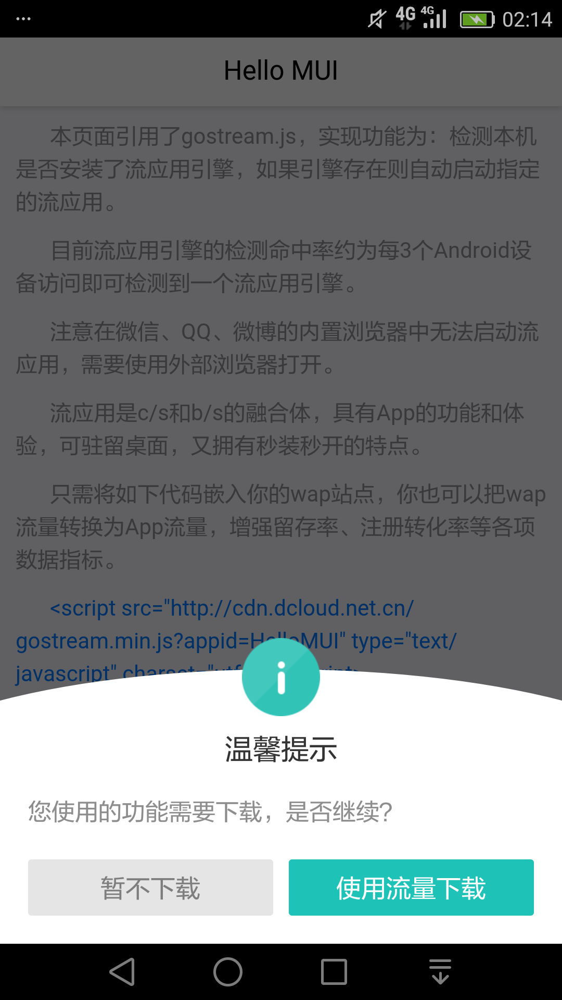 4G 4G 02:14
Hello MUI
本页面引用了gostream.js，实现功能为：检测本机
是否安装了流应用引擎，如果引擎存在则自动启动指定
的流应用。
目前流应用引擎的检测命中率约为每3个Android设
备访问即可检测到一个流应用引擎。
注意在微信、QQ、微博的内置浏览器中无法启动流
应用，需要使用外部浏览器打开。
流应用是c/s和b/s的融合体，具有App的功能和体
验，可驻留桌面，又拥有秒装秒开的特点。
只需将如下代码嵌入你的wap站点，你也可以把wap
流量转换为App流量，增强留存率、注册转化率等各项
数据指标。
<script src="http://cdn.dcloud.net.cn/
gostream.min.js?appid=HelloMUI" type="text/
javascript"
温馨提示
您使用的功能需要下载，是否继续?
暂不下载
使用流量下载